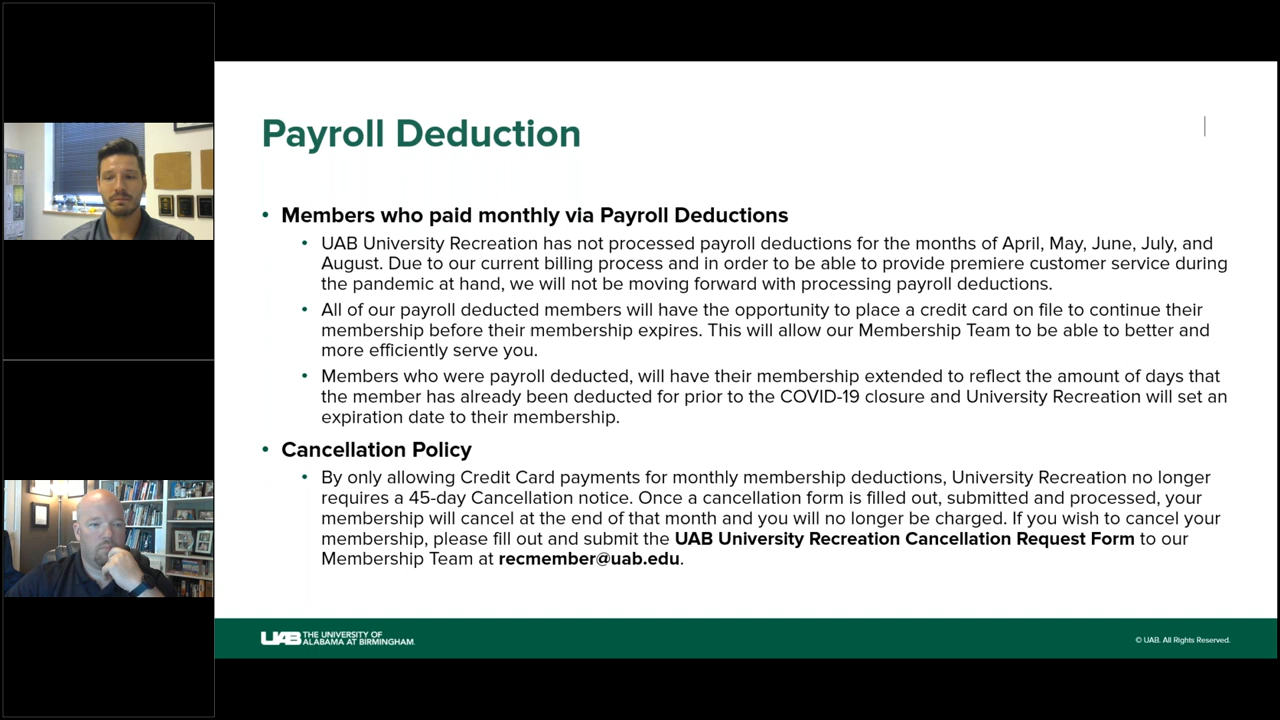 Payroll Deduction
• Members who paid monthly via Payroll Deductions
• UAB University Recreation has not processed payroll deductions for the months of April, May, June, July, and
August. Due to our current billing process and in order to be able to provide premiere customer service during
the pandemic at hand, we will not be moving forward with processing payroll deductions.
• All of our payroll deducted members will have the opportunity to place a credit card on file to continue their
membership before their membership expires. This will allow our Membership Team to be able to better and
more efficiently serve you.
• Members who were payroll deducted, will have their membership extended to reflect the amount of days that
the member has already been deducted for prior to the COVID-19 closure and University Recreation will set an
expiration date to their membership.
• Cancellation Policy
• By only allowing Credit Card payments for monthly membership deductions, University Recreation no longer
requires a 45-day Cancellation notice. Once a cancellation form is filled out, submitted and processed, your
membership will cancel at the end of that month and you will no longer be charged. If you wish to cancel your
membership, please fill out and submit the UAB University Recreation Cancellation Request Form to our
Membership Team at recmember@uab.edu.
UAB THE UNIVERSITY OF
ALABAMA AT BIRMINGHAM.
© UAB. All Rights Reserved.